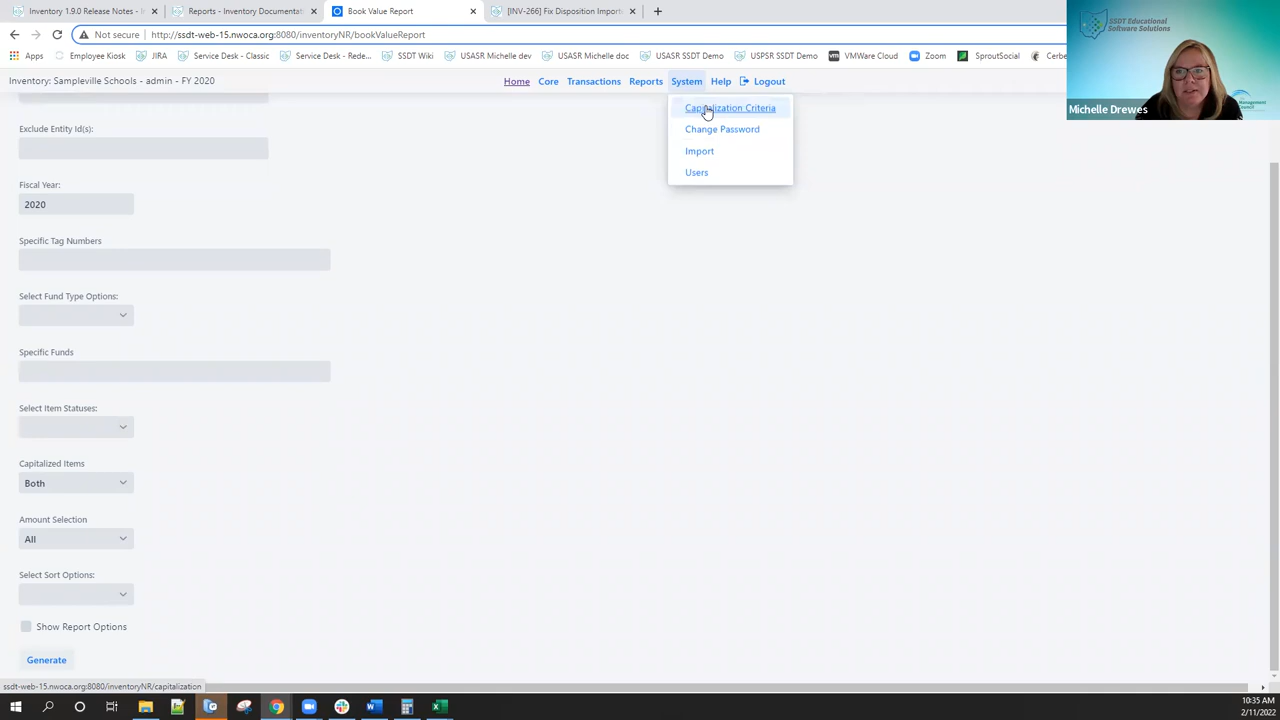 Inventory 1.9.0 Release Notes - In
Reports - Inventory Documentat
Book Value Report
[INV-266] Fix Disposition Import
Not secure
http://ssdt-web-15.nwoca.org:8080/inventoryNR/bookValueReport
Apps
Employee Kiosk
JIRA
Service Desk - Classic
Service Desk - Rede...
SSDT Wiki
USASR Michelle dev
USASR Michelle doc
USASR SSDT Demo
USPSR SSDT Demo
VMWare Cloud
Zoom
SproutSocial
Cerbe
SSDT Educational
Software Solutions
Management
Council
Michelle Drewes
Inventory: Sampleville Schools - admin - FY 2020
Home
Core
Transactions
Reports
System
Help
Logout
Capitalization Criteria
Change Password
Import
Users
Exclude Entity Id(s):
Fiscal Year:
2020
Specific Tag Numbers
Select Fund Type Options:
Specific Funds
Select Item Statuses:
Capitalized Items
Both
Amount Selection
All
Select Sort Options:
Show Report Options
Generate
ssdt-web-15.nwoca.org:8080/inventoryNR/capitalization
10:35 AM
2/11/2022